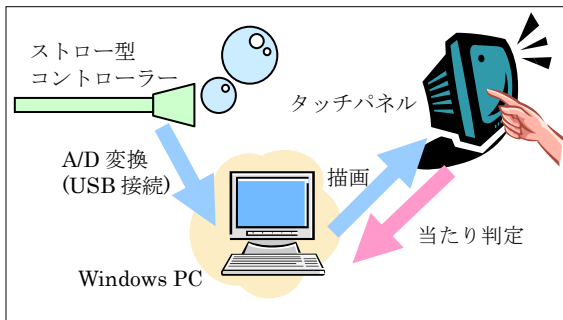 ストロー型
コントローラー
タッチパネル
A/D 変換
(USB 接続)
描画
当たり判定
Windows PC